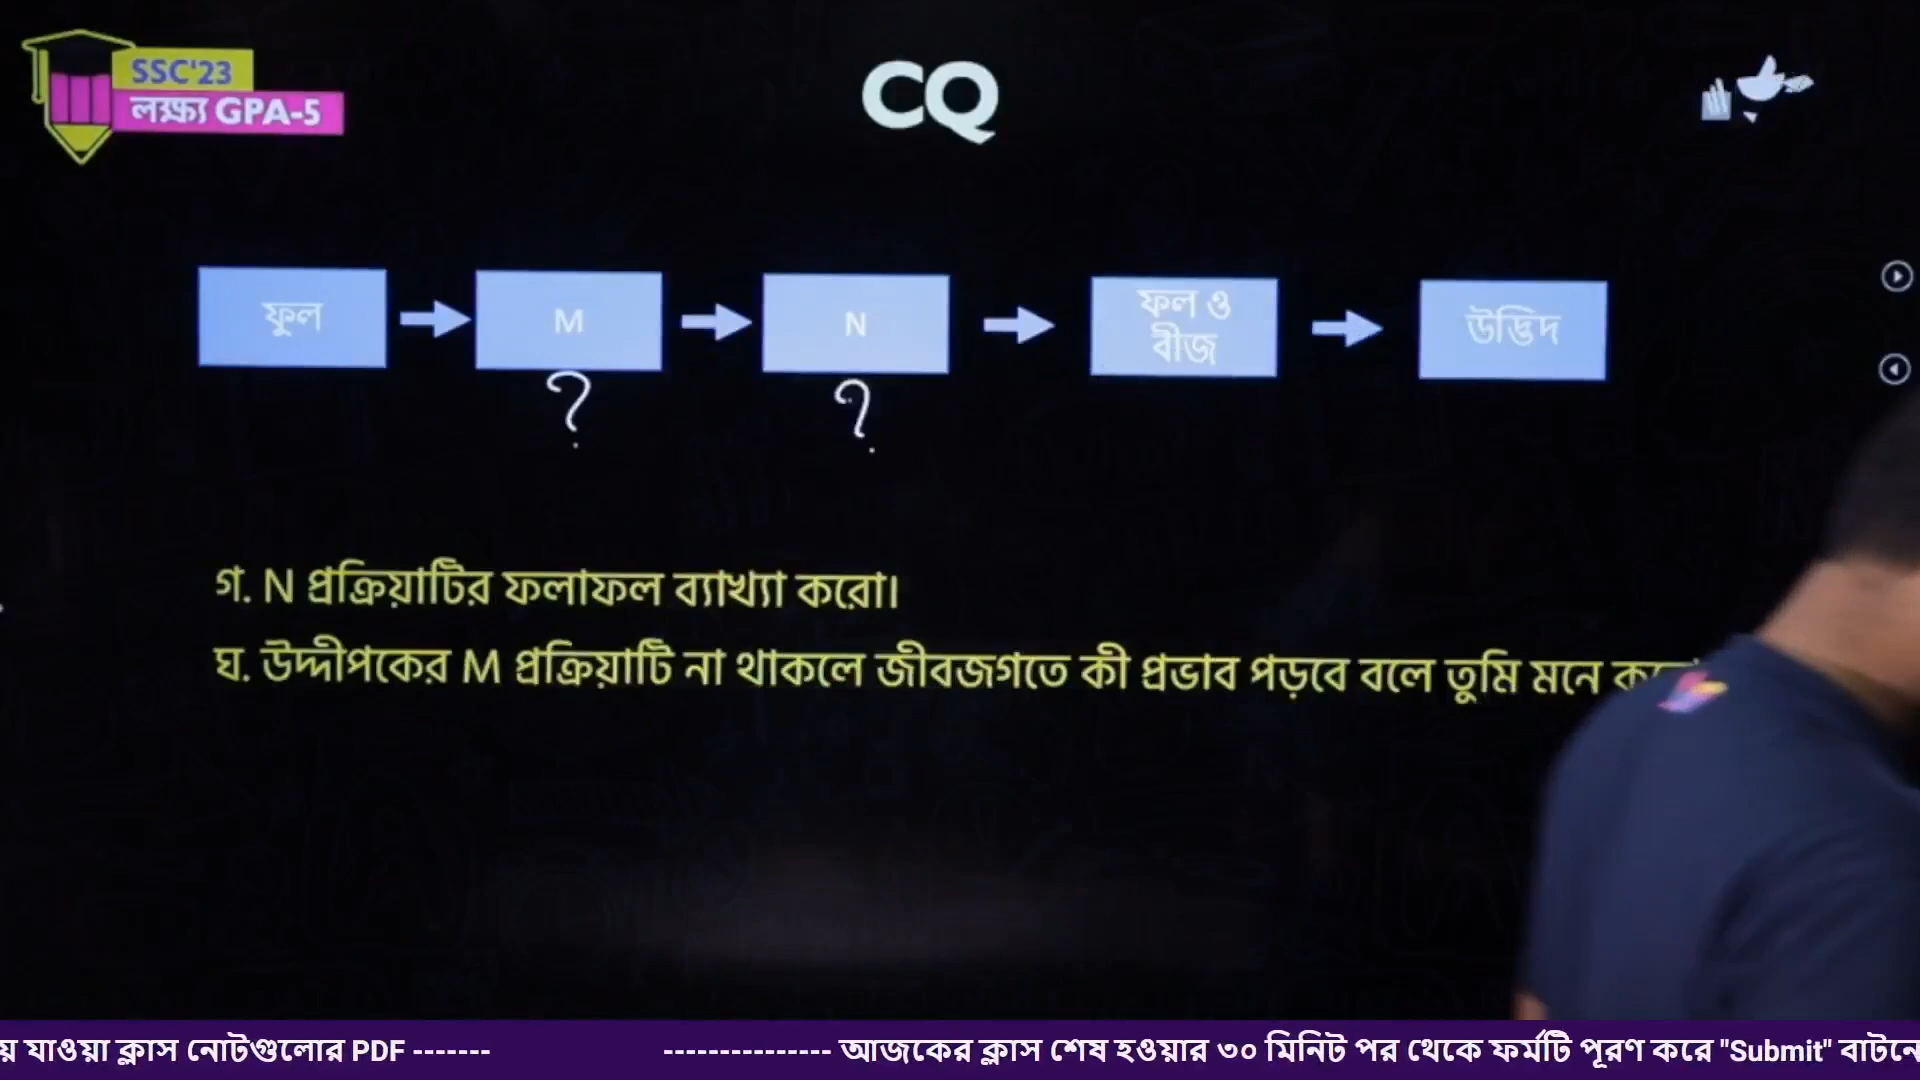 SSC'23
লক্ষ্য GPA-5
CQ
ফুল
M
N
ফল ও
বীজ
উদ্ভিদ
?
?
গ. N প্রক্রিয়াটির ফলাফল ব্যাখ্যা করো।
ঘ. উদ্দীপকের M প্রক্রিয়াটি না থাকলে জীবজগতে কী প্রভাব পড়বে বলে তুমি মনে
যাওয়া ক্লাস নোটগুলোর PDF ------- --------------- আজকের ক্লাস শেষ হওয়ার ৩০ মিনিট পর থেকে ফর্মটি পূরণ করে "Submit"